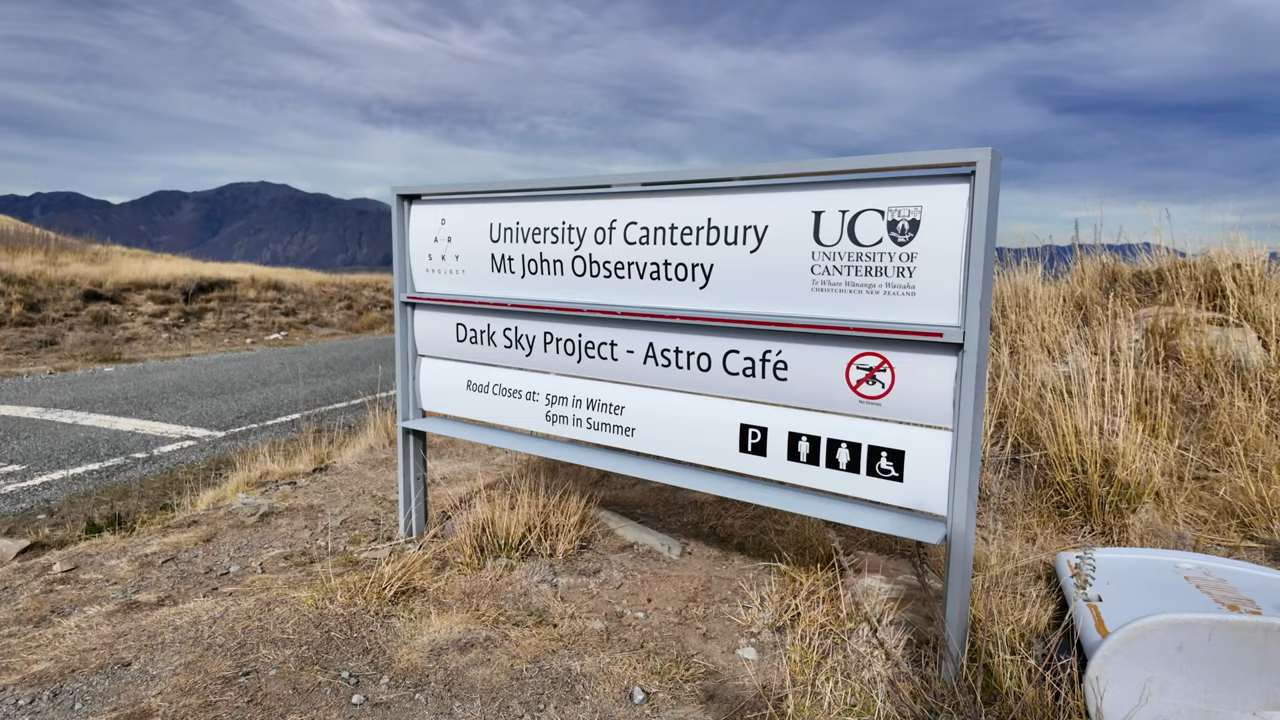 D
A R
S K Y
PROJECT
University of Canterbury
Mt John Observatory
UC
UNIVERSITY OF
CANTERBURY
Te Whare Wānanga o Waitaha
CHRISTCHURCH NEW ZEALAND
Dark Sky Project - Astro Café
No Drones
Road Closes at: 5pm in Winter
6pm in Summer
P